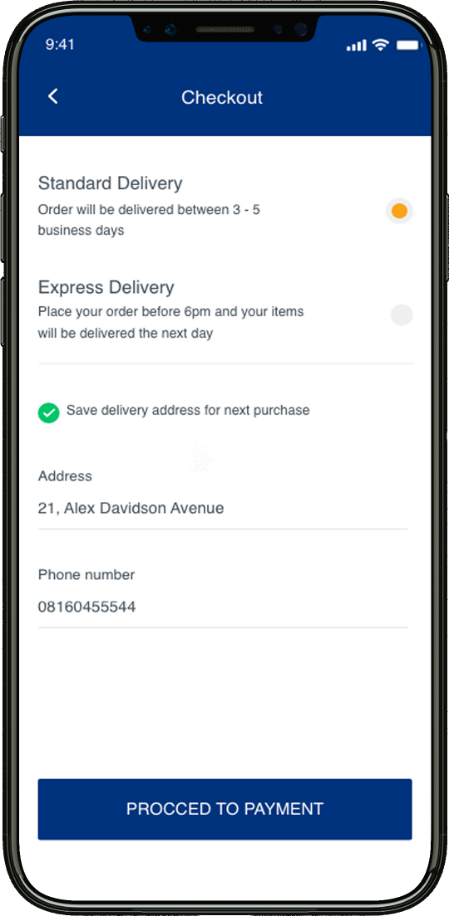 9:41
Checkout
Standard Delivery
Order will be delivered between 3 - 5
business days
Express Delivery
Place your order before 6pm and your items
will be delivered the next day
Save delivery address for next purchase
Address
21, Alex Davidson Avenue
Phone number
08160455544
PROCCED TO PAYMENT